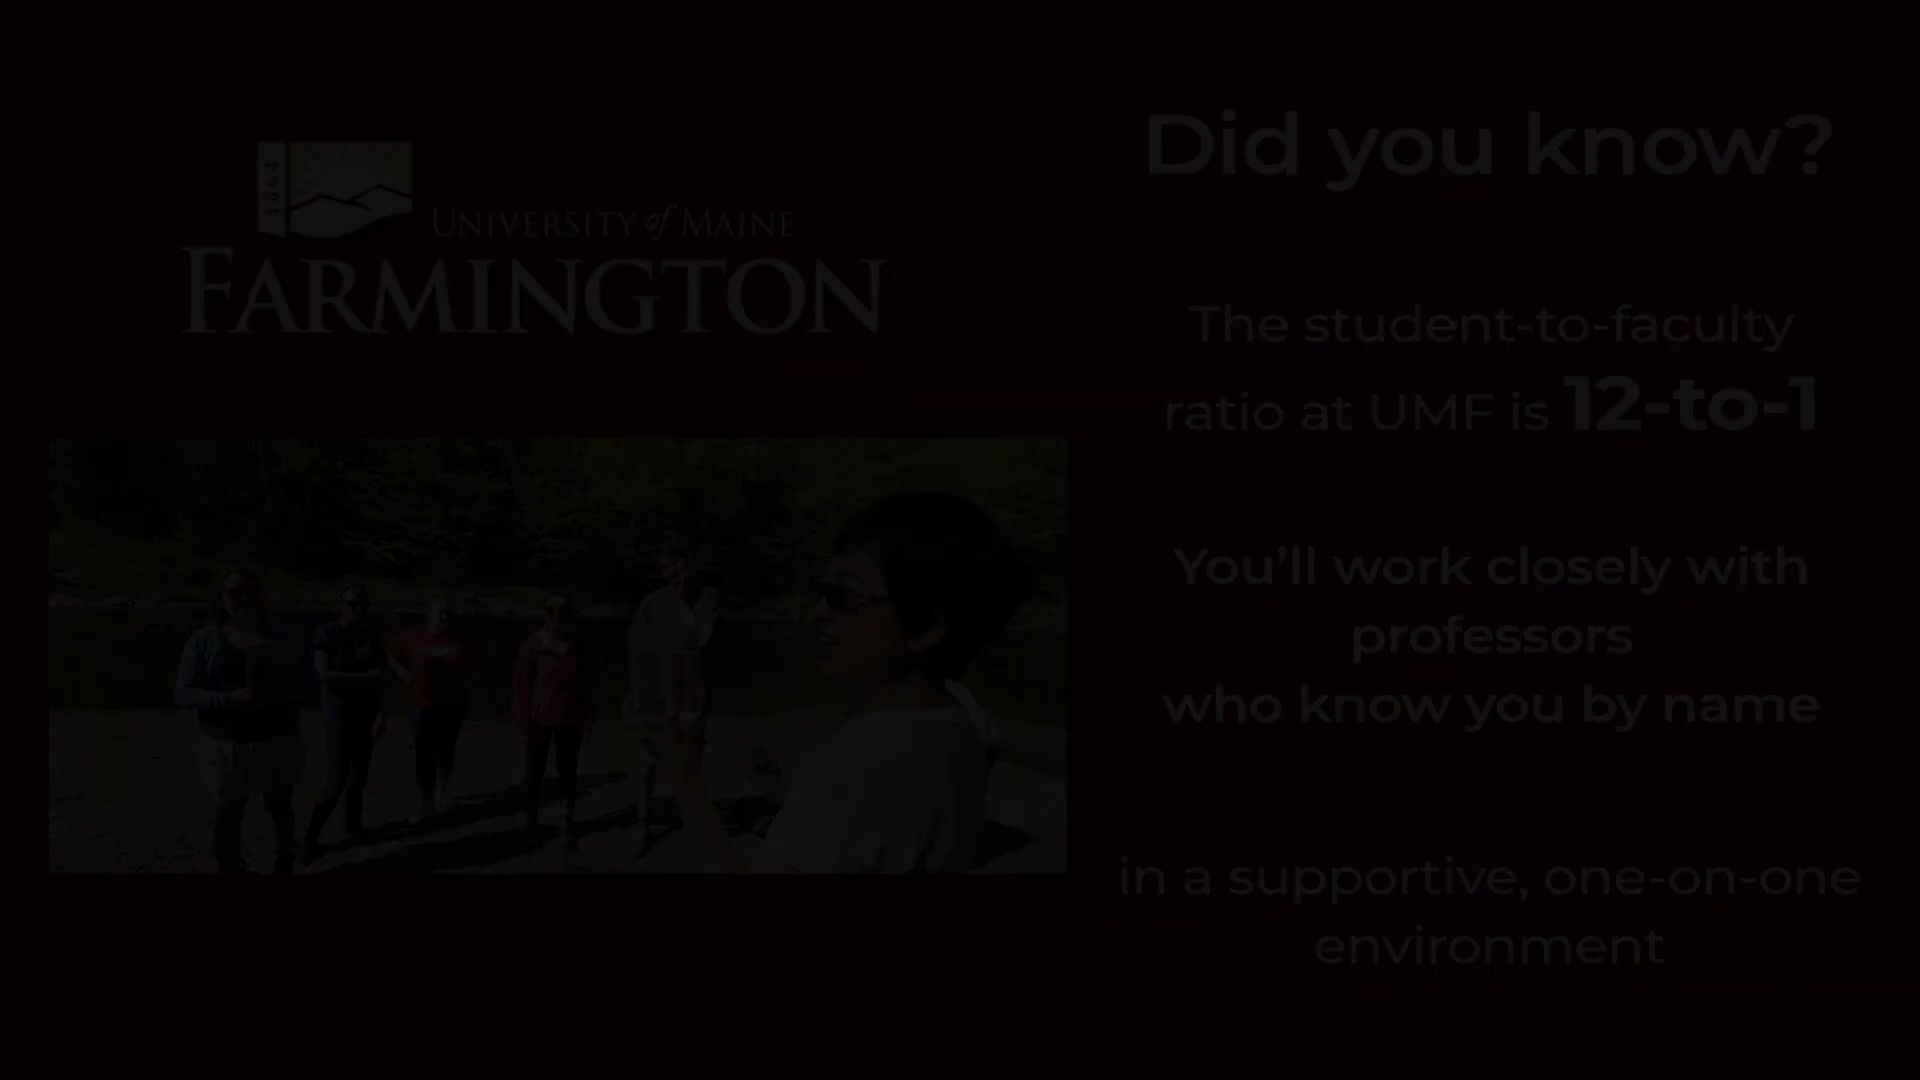 1864
UNIVERSITY of MAINE
FARMINGTON
Did you know?
The student-to-faculty
ratio at UMF is 12-to-1
You’ll work closely with
professors
who know you by name
in a supportive, one-on-one
environment